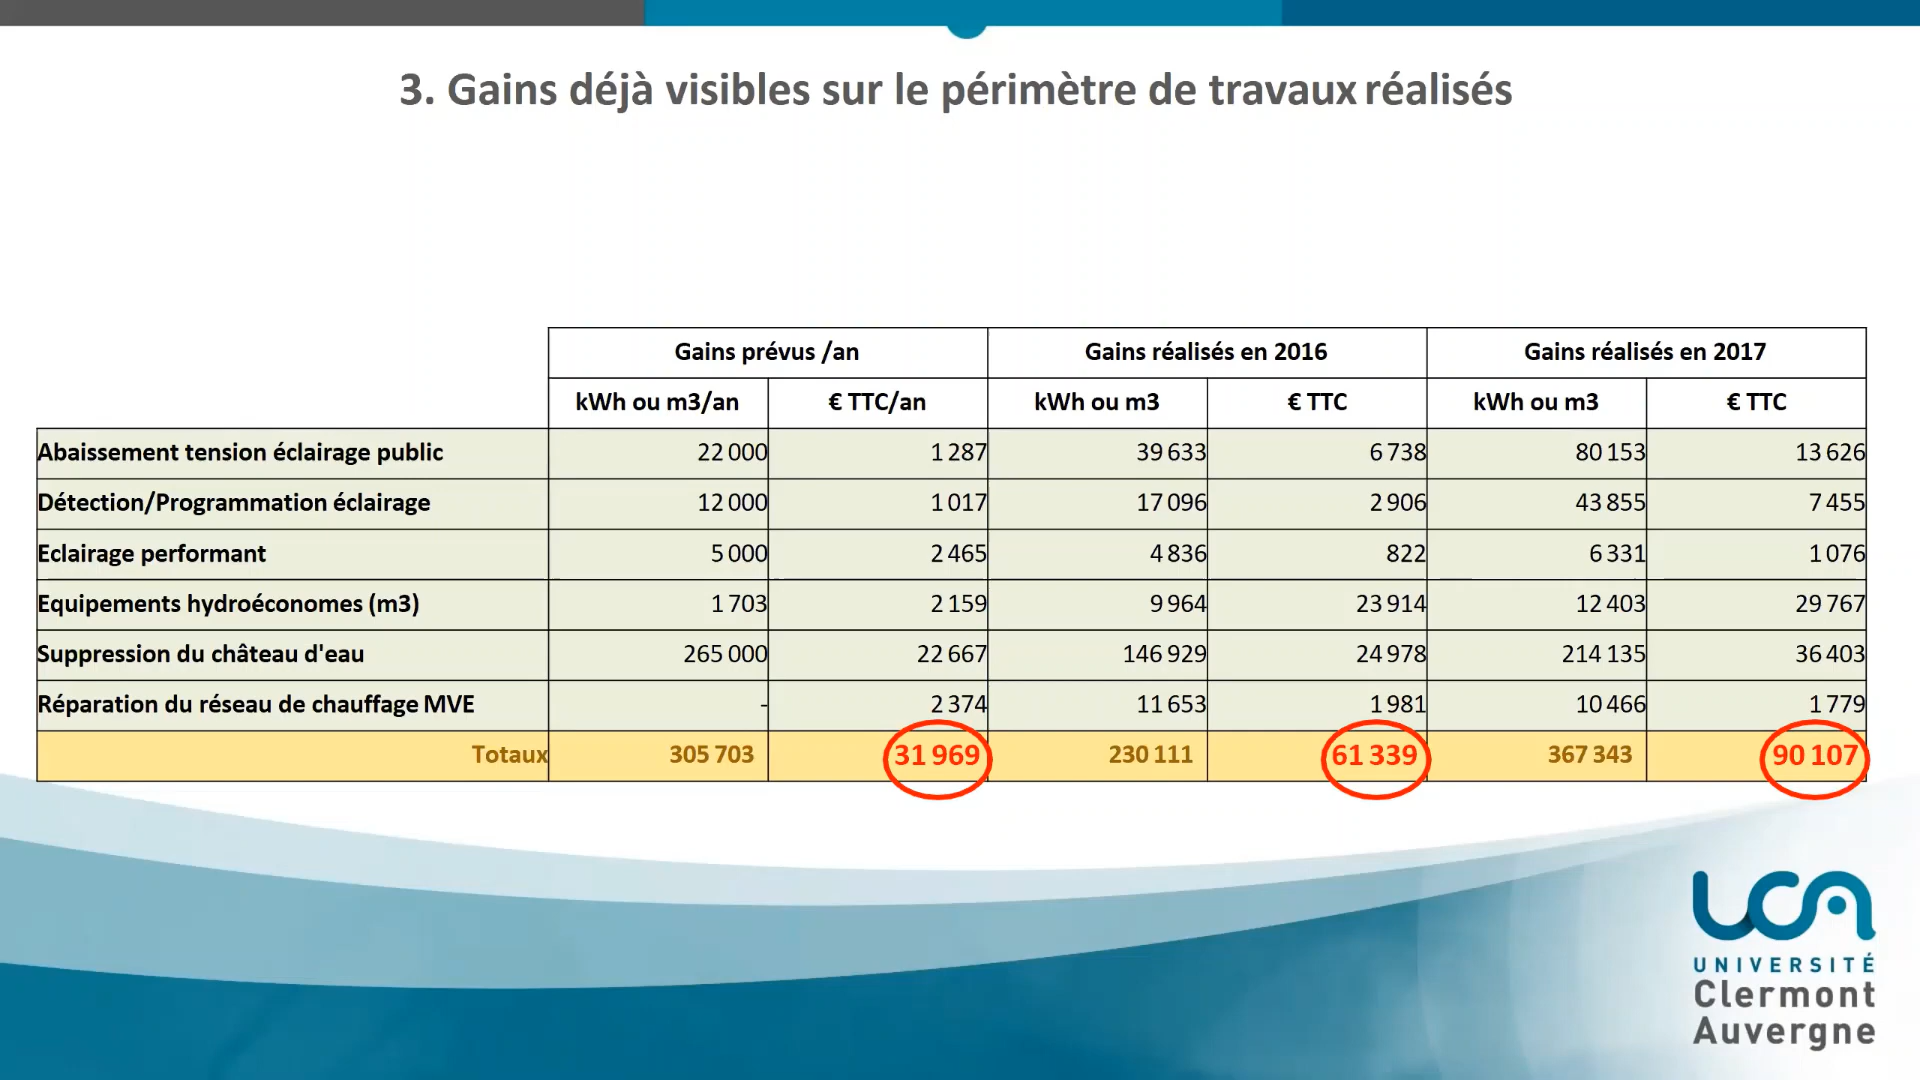 3. Gains déjà visibles sur le périmètre de travaux réalisés
Gains prévus /an Gains réalisés en 2016 Gains réalisés en 2017
kWh ou m3/an € TTC/an kWh ou m3 € TTC kWh ou m3 € TTC
Abaissement tension éclairage public 22 000 1 287 39 633 6 738 80 153 13 626
Détection/Programmation éclairage 12 000 1 017 17 096 2 906 43 855 7 455
Eclairage performant 5 000 2 465 4 836 822 6 331 1 076
Equipements hydroéconomes (m3) 1 703 2 159 9 964 23 914 12 403 29 767
Suppression du château d'eau 265 000 22 667 146 929 24 978 214 135 36 403
Réparation du réseau de chauffage MVE - 2 374 11 653 1 981 10 466 1 779
Totaux 305 703 31 969 230 111 61 339 367 343 90 107
UCA
UNIVERSITÉ
Clermont
Auvergne